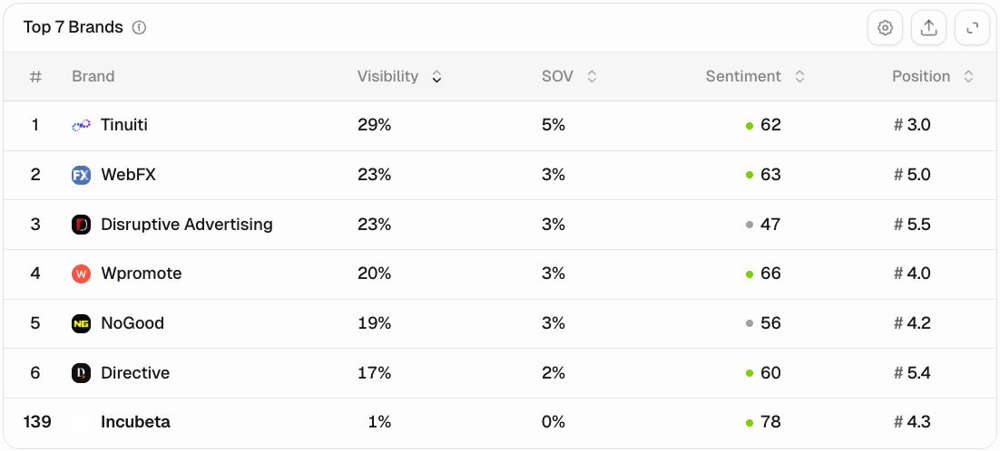 Top 7 Brands
# Brand Visibility SOV Sentiment Position
1 Tinuiti 29% 5% 62 # 3.0
2 FX WebFX 23% 3% 63 # 5.0
3 D Disruptive Advertising 23% 3% 47 # 5.5
4 W Wpromote 20% 3% 66 # 4.0
5 NG NoGood 19% 3% 56 # 4.2
6 D Directive 17% 2% 60 # 5.4
139 Incubeta 1% 0% 78 # 4.3